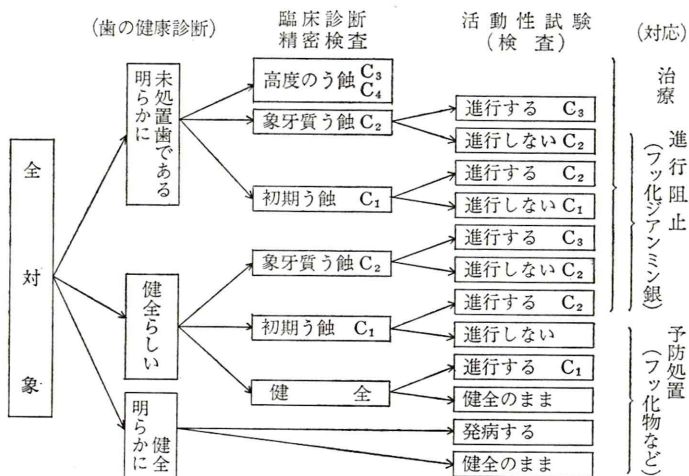 (歯の健康診断)
臨床診断
精密検査
活動性試験
(検査)
(対応)
全対象
明らかに
未処置歯である
健全らしい
明らかに健全
高度のう蝕 C₃
C₄
象牙質う蝕 C₂
初期う蝕 C₁
象牙質う蝕 C₂
初期う蝕 C₁
健全
進行する C₃
進行しない C₂
進行する C₂
進行しない C₁
進行する C₃
進行しない C₂
進行する C₂
進行しない
進行する C₁
健全のまま
発病する
健全のまま
治療
進行阻止
(フッ化ジアンミン銀)
予防処置
(フッ化物など)